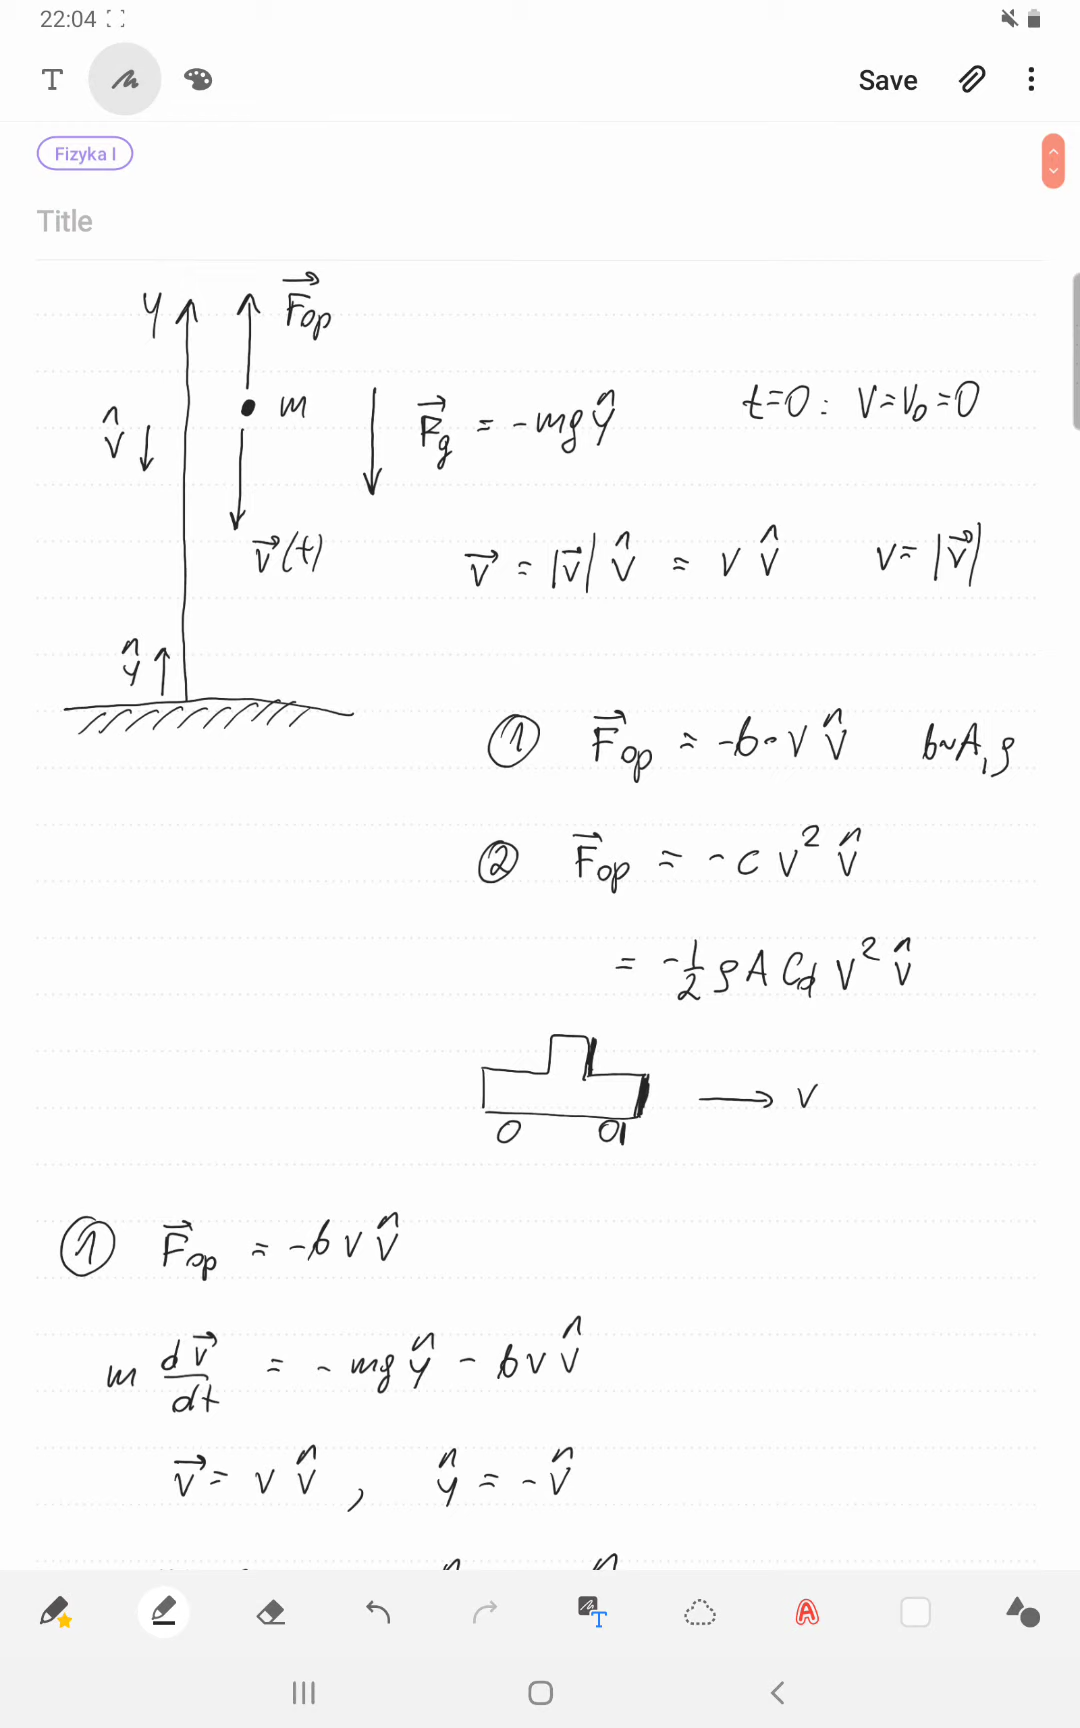 22:04
T Save
Fizyka I
Title
y F⃗op
m
v̂ F⃗g = -mgŷ t=0: v=v₀=0
v⃗(t) v⃗ = |v⃗| v̂ = v v̂ v=|v⃗|
ŷ
① F⃗op = -b·v v̂ b~A,ρ
② F⃗op = -c v² v̂
= -1/2 ρ A Cd v² v̂
v
① F⃗op = -b v v̂
m dv⃗/dt = - mg ŷ - b v v̂
v⃗ = v v̂ , ŷ = - v̂
T A